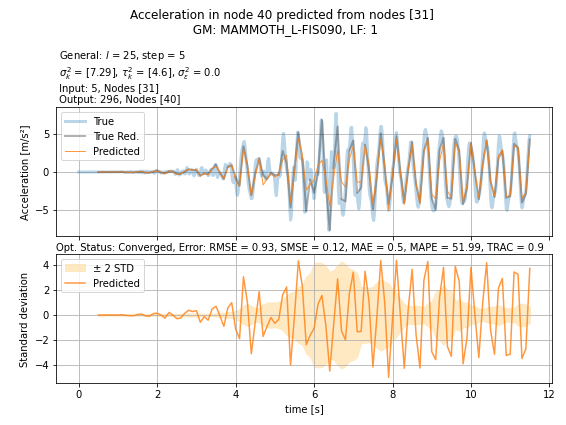 Acceleration in node 40 predicted from nodes [31]
GM: MAMMOTH_L-FIS090, LF: 1
General: l = 25, step = 5
σ²ₖ = [7.29], τ²ₖ = [4.6], σ²ε = 0.0
Input: 5, Nodes [31]
Output: 296, Nodes [40]
True
True Red.
Predicted
Acceleration [m/s²]
5
0
−5
Opt. Status: Converged, Error: RMSE = 0.93, SMSE = 0.12, MAE = 0.5, MAPE = 51.99, TRAC = 0.9
± 2 STD
Predicted
Standard deviation
4
2
0
−2
−4
0 2 4 6 8 10 12
time [s]